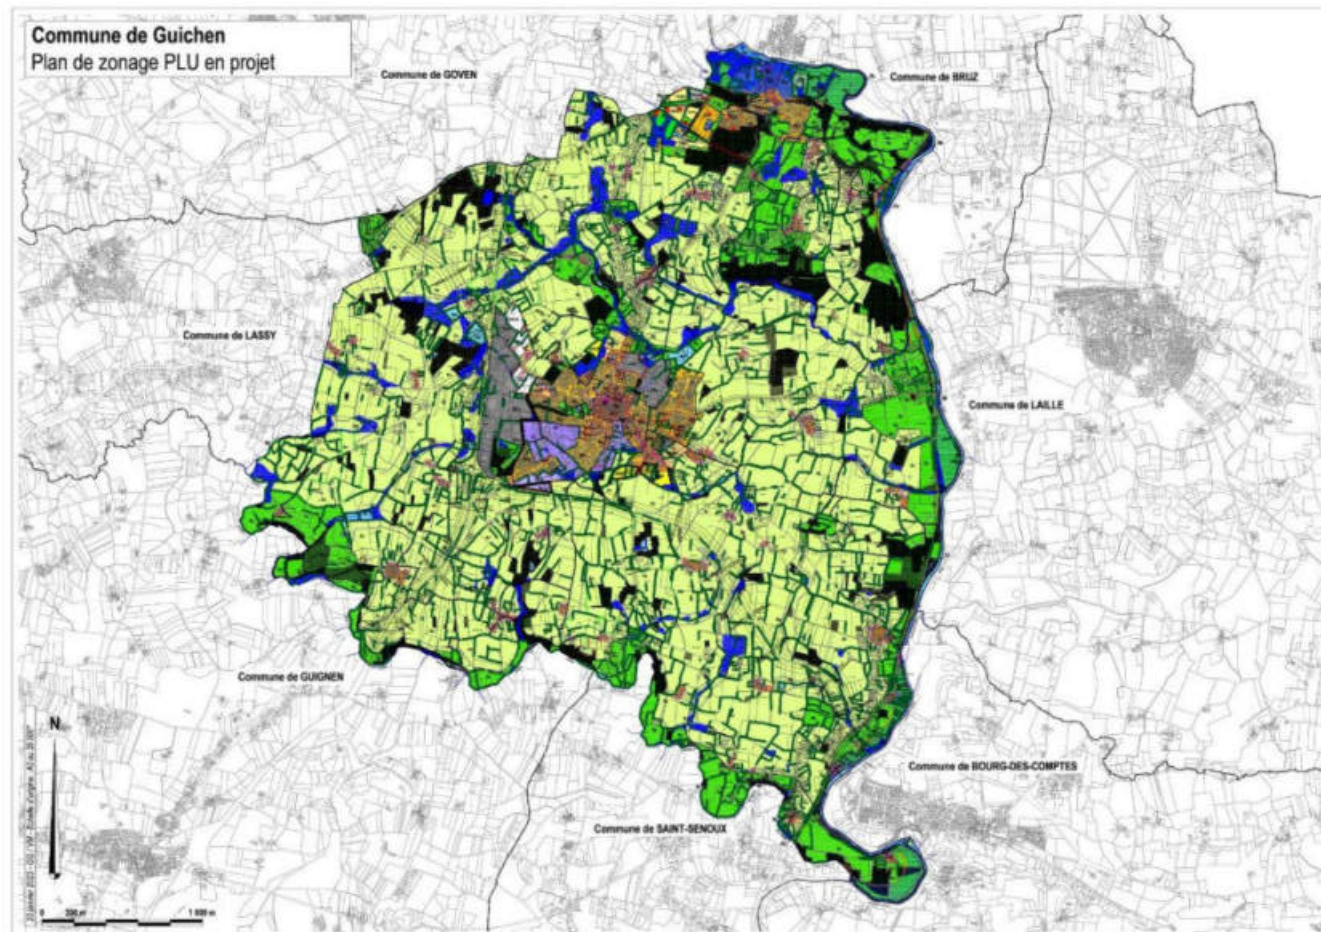 Commune de Guichen
Plan de zonage PLU en projet
Commune de GOVEN
Commune de BRUZ
Commune de LASSY
Commune de LAILLE
Commune de GUIGNEN
N
Commune de BOURG-DES-COMPTES
Commune de SAINT-SENOUX
0